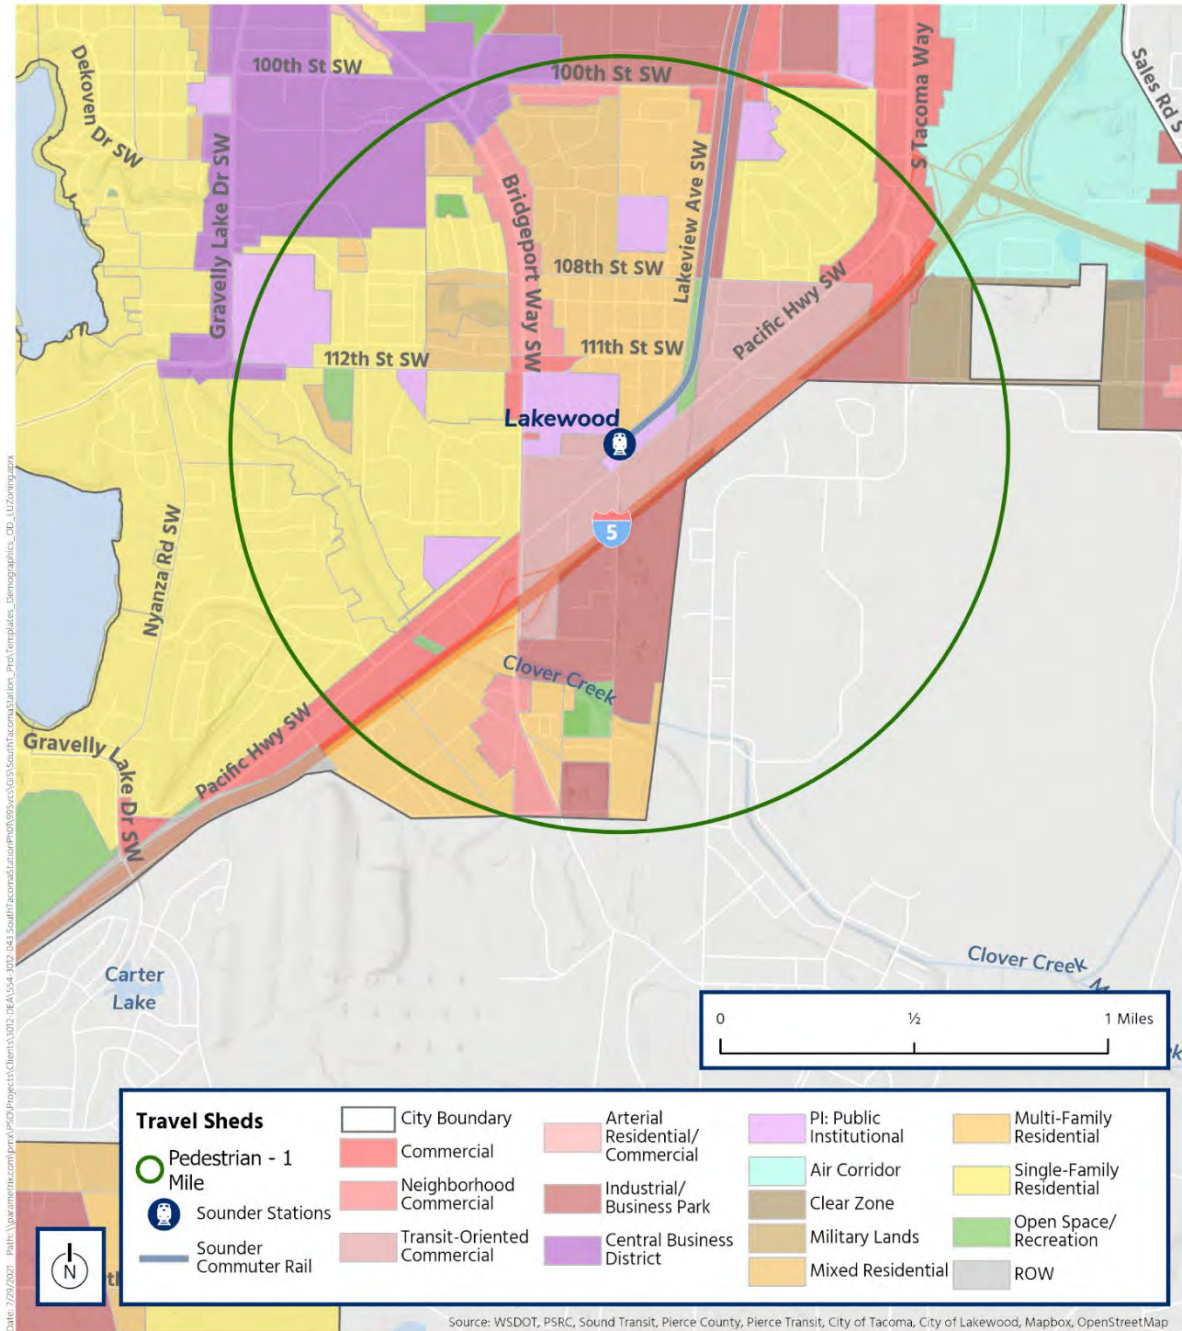 100th St SW
100th St SW
Dekoven Dr SW
S Tacoma Way
Sales Rd S
Gravelly Lake Dr SW
Bridgeport Way SW
Lakeview Ave SW
108th St SW
Pacific Hwy SW
111th St SW
112th St SW
Lakewood
5
Nyanza Rd SW
Clover Creek
Pacific Hwy SW
Gravelly Lake Dr SW
Carter
Lake
Clover Creek
0
½
1 Miles
Travel Sheds
Pedestrian - 1
Mile
Sounder Stations
Sounder
Commuter Rail
City Boundary
Commercial
Neighborhood
Commercial
Transit-Oriented
Commercial
Arterial
Residential/
Commercial
Industrial/
Business Park
Central Business
District
PI: Public
Institutional
Air Corridor
Clear Zone
Military Lands
Mixed Residential
Multi-Family
Residential
Single-Family
Residential
Open Space/
Recreation
ROW
N
Source: WSDOT, PSRC, Sound Transit, Pierce County, Pierce Transit, City of Tacoma, City of Lakewood, Mapbox, OpenStreetMap